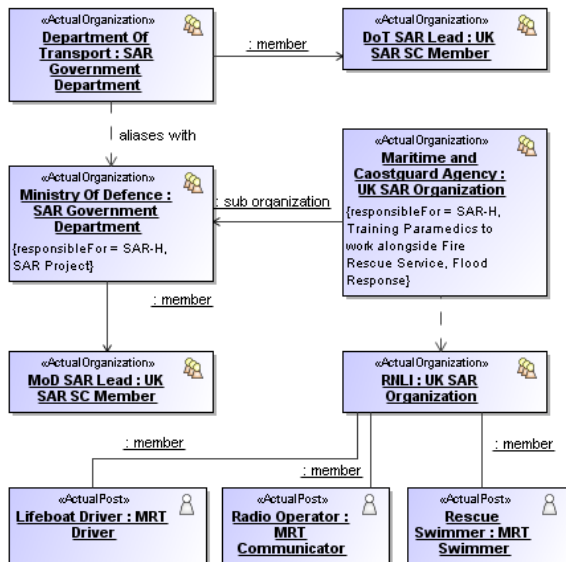 «ActualOrganization»
Department Of
Transport : SAR
Government
Department
: member
«ActualOrganization»
DoT SAR Lead : UK
SAR SC Member
aliases with
«ActualOrganization»
Ministry Of Defence :
SAR Government
Department
{responsibleFor = SAR-H,
SAR Project}
: sub organization
«ActualOrganization»
Maritime and
Caostguard Agency :
UK SAR Organization
{responsibleFor = SAR-H,
Training Paramedics to
work alongside Fire
Rescue Service, Flood
Response}
: member
«ActualOrganization»
MoD SAR Lead : UK
SAR SC Member
«ActualOrganization»
RNLI : UK SAR
Organization
: member
: member
: member
«ActualPost»
Lifeboat Driver : MRT
Driver
«ActualPost»
Radio Operator :
MRT
Communicator
«ActualPost»
Rescue
Swimmer : MRT
Swimmer